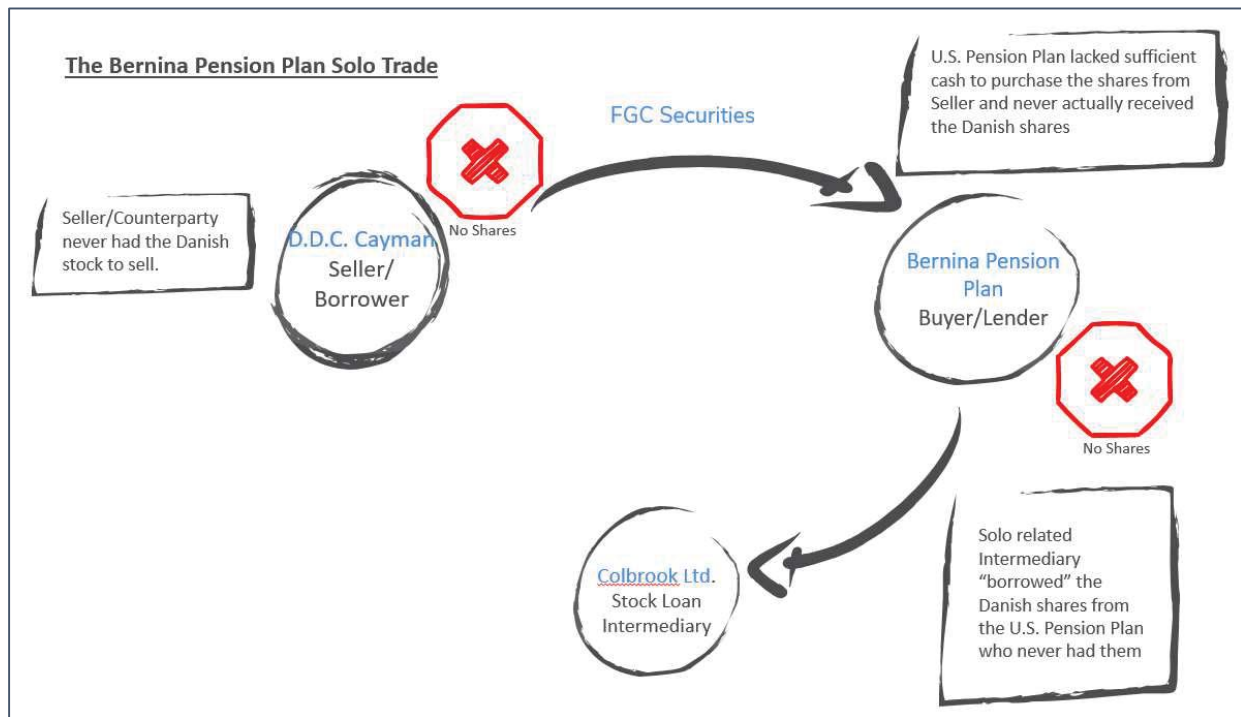 The Bernina Pension Plan Solo Trade
U.S. Pension Plan lacked sufficient
cash to purchase the shares from
Seller and never actually received
the Danish shares
FGC Securities
No Shares
Seller/Counterparty
never had the Danish
stock to sell.
D.D.C. Cayman
Seller/
Borrower
Bernina Pension
Plan
Buyer/Lender
No Shares
Colbrook Ltd.
Stock Loan
Intermediary
Solo related
Intermediary
“borrowed” the
Danish shares from
the U.S. Pension Plan
who never had them